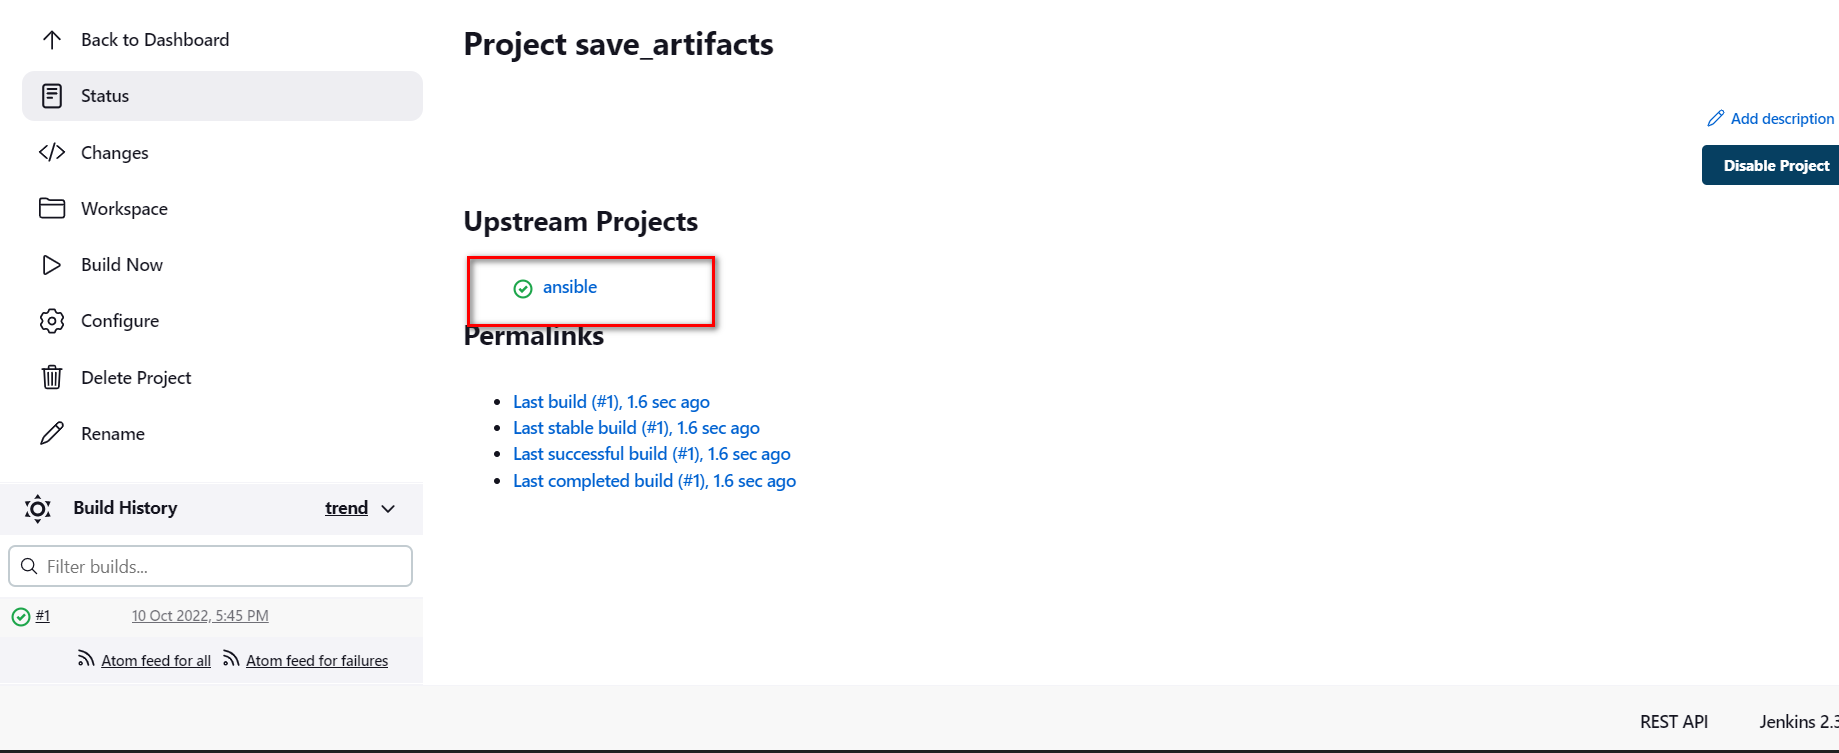 Back to Dashboard
Status
Changes
Workspace
Build Now
Configure
Delete Project
Rename
Build History
trend
Filter builds...
#1
10 Oct 2022, 5:45 PM
Atom feed for all
Atom feed for failures
Project save_artifacts
Add description
Disable Project
Upstream Projects
ansible
Permalinks
Last build (#1), 1.6 sec ago
Last stable build (#1), 1.6 sec ago
Last successful build (#1), 1.6 sec ago
Last completed build (#1), 1.6 sec ago
REST API
Jenkins 2.3